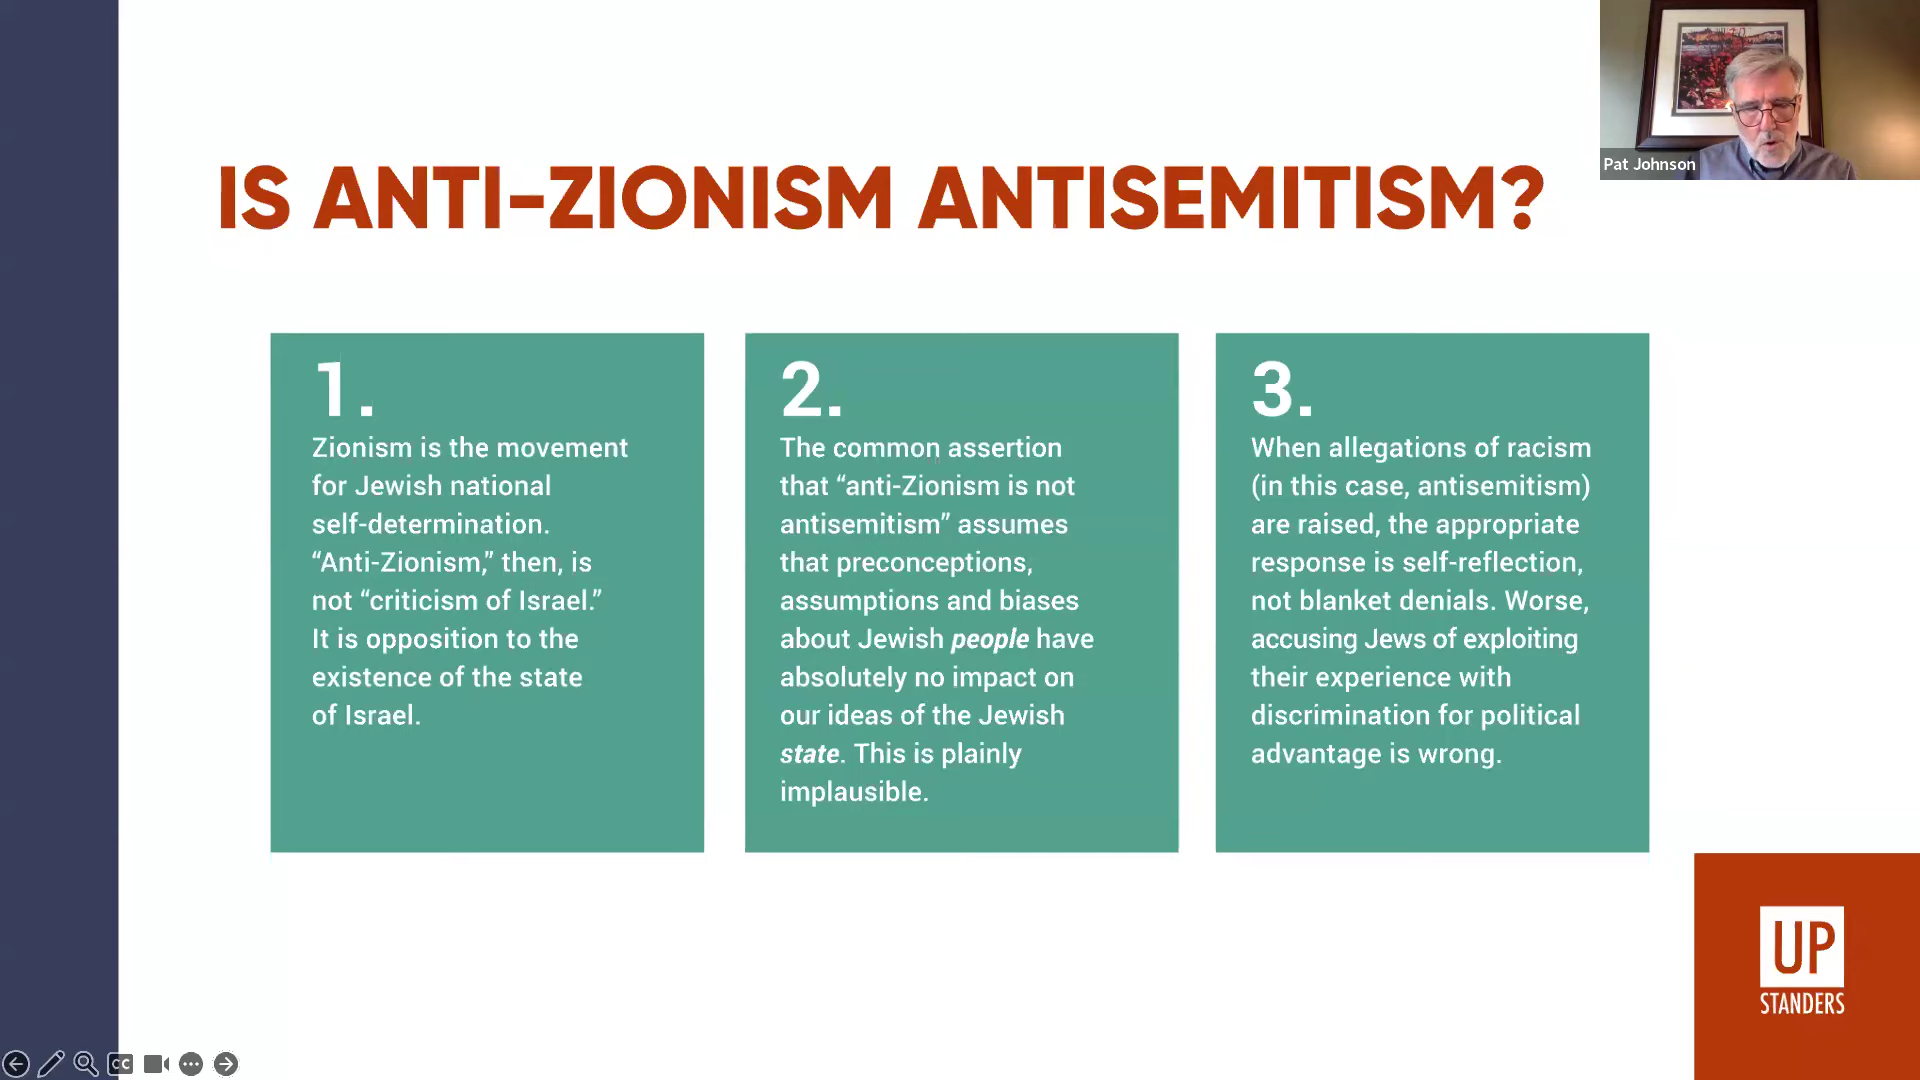 Pat Johnson
IS ANTI-ZIONISM ANTISEMITISM?
1.
Zionism is the movement
for Jewish national
self-determination.
“Anti-Zionism,” then, is
not “criticism of Israel.”
It is opposition to the
existence of the state
of Israel.
2.
The common assertion
that “anti-Zionism is not
antisemitism” assumes
that preconceptions,
assumptions and biases
about Jewish people have
absolutely no impact on
our ideas of the Jewish
state. This is plainly
implausible.
3.
When allegations of racism
(in this case, antisemitism)
are raised, the appropriate
response is self-reflection,
not blanket denials. Worse,
accusing Jews of exploiting
their experience with
discrimination for political
advantage is wrong.
UP
STANDERS
CC